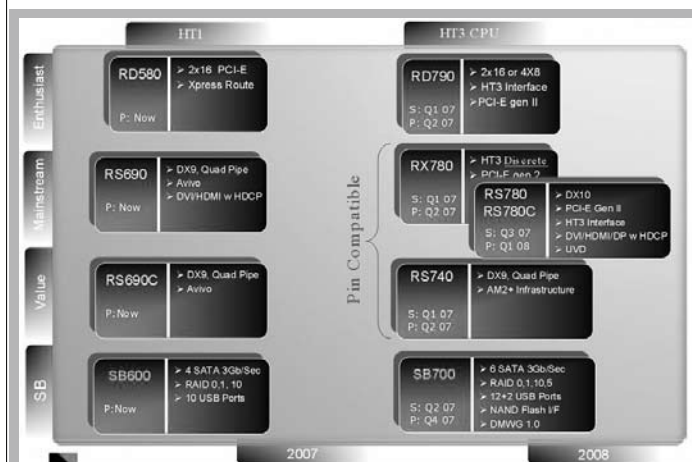 HT1
HT3 CPU
Enthusiast
RD580
P: Now
➤ 2x16 PCI-E
➤ Xpress Route
RD790
S: Q1 07
P: Q2 07
➤ 2x16 or 4X8
➤ HT3 Interface
➤ PCI-E gen II
Mainstream
RS690
P: Now
➤ DX9, Quad Pipe
➤ Avivo
➤ DVI/HDMI w HDCP
Pin Compatible
RX780
S: Q1 07
P: Q2 07
➤ HT3 Discrete
➤ PCI-E gen 2
RS780
RS780C
S: Q3 07
P: Q1 08
➤ DX10
➤ PCI-E Gen II
➤ HT3 Interface
➤ DVI/HDMI/DP w HDCP
➤ UVD
Value
RS690C
P: Now
➤ DX9, Quad Pipe
➤ Avivo
RS740
S: Q1 07
P: Q2 07
➤ DX9, Quad Pipe
➤ AM2+ Infrastructure
SB
SB600
P:Now
➤ 4 SATA 3Gb/Sec
➤ RAID 0,1, 10
➤ 10 USB Ports
SB700
S: Q2 07
P: Q4 07
➤ 6 SATA 3Gb/Sec
➤ RAID 0,1,10,5
➤ 12+2 USB Ports
➤ NAND Flash I/F
➤ DMWG 1.0
2007
2008